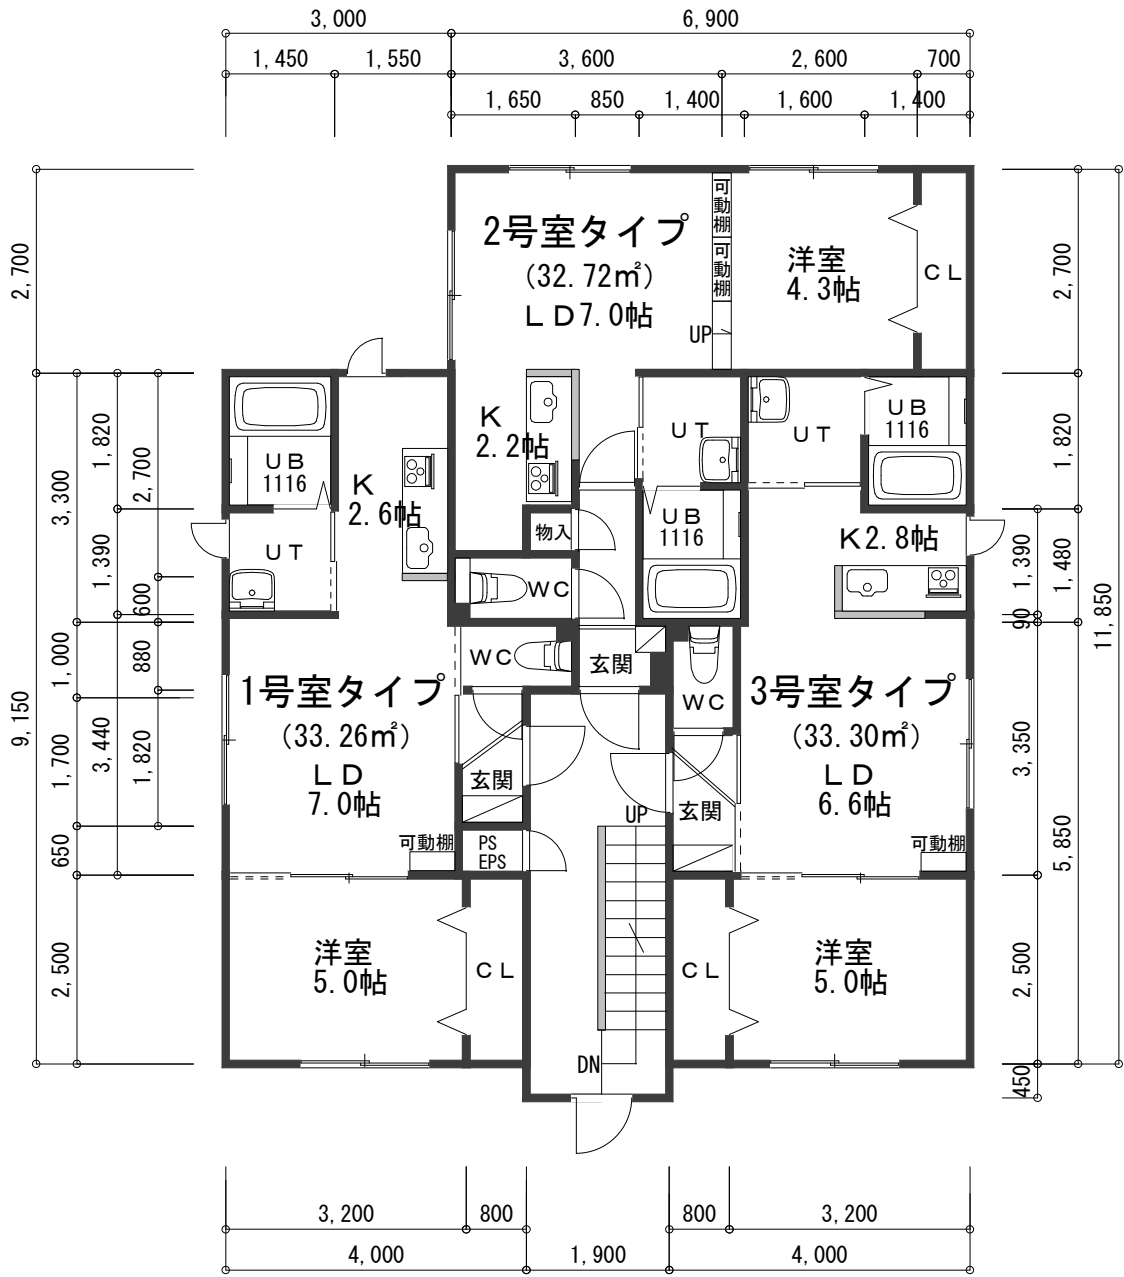 3,000
6,900
1,450
1,550
3,600
2,600
700
1,650
850
1,400
1,600
1,400
2,700
9,150
3,300
1,000
1,700
650
2,500
1,820
1,390
3,440
2,700
600
880
1,820
2,700
1,820
1,480
5,850
11,850
1,390
90
3,350
2,500
450
2号室タイプ
(32.72㎡)
LD7.0帖
可動棚
可動棚
UP
洋室
4.3帖
CL
K
2.2帖
UT
UB
1116
物入
WC
玄関
UT
UB
1116
K2.8帖
UB
1116
UT
K
2.6帖
1号室タイプ
(33.26㎡)
LD
7.0帖
可動棚
WC
玄関
PS
EPS
洋室
5.0帖
CL
UP
DN
3号室タイプ
(33.30㎡)
LD
6.6帖
可動棚
WC
玄関
CL
洋室
5.0帖
3,200
800
800
3,200
4,000
1,900
4,000